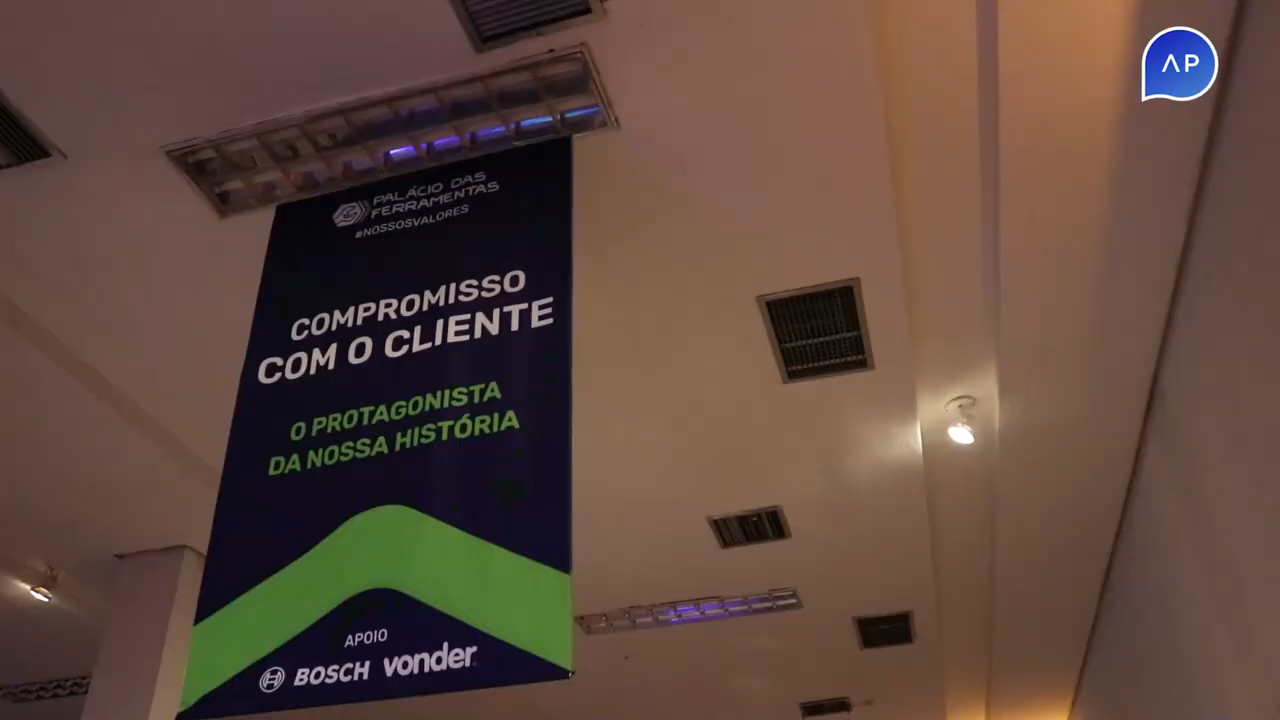 AP
PALÁCIO DAS
FERRAMENTAS
#NOSSOSVALORES
COMPROMISSO
COM O CLIENTE
O PROTAGONISTA
DA NOSSA HISTÓRIA
APOIO
BOSCH vonder